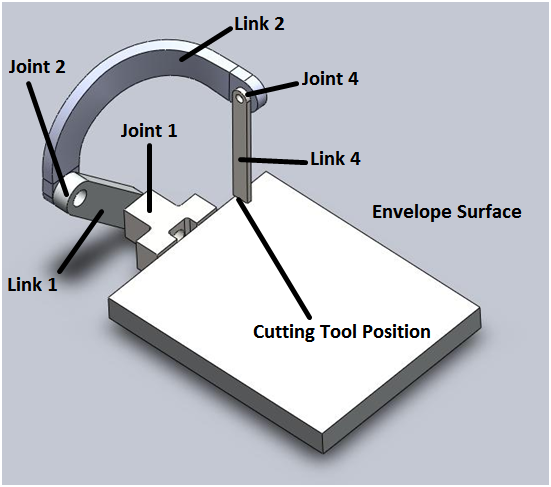 Link 2
Joint 2
Joint 4
Joint 1
Link 4
Envelope Surface
Link 1
Cutting Tool Position